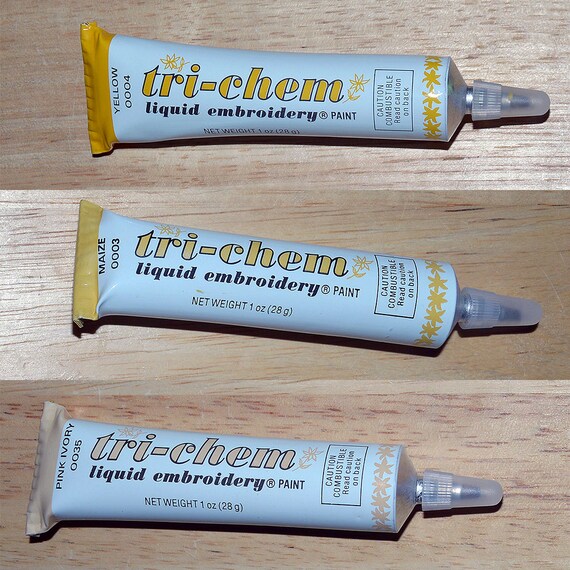 YELLOW
0004
tri-chem
liquid embroidery® PAINT
NET WEIGHT 1 oz (28 g)
CAUTION
COMBUSTIBLE
Read caution
on back
MAIZE
0003
tri-chem
liquid embroidery® PAINT
NET WEIGHT 1 oz (28 g)
CAUTION
COMBUSTIBLE
Read caution
on back
PINK IVORY
0035
tri-chem
liquid embroidery® PAINT
NET WEIGHT 1 oz (28 g)
CAUTION
COMBUSTIBLE
Read caution
on back